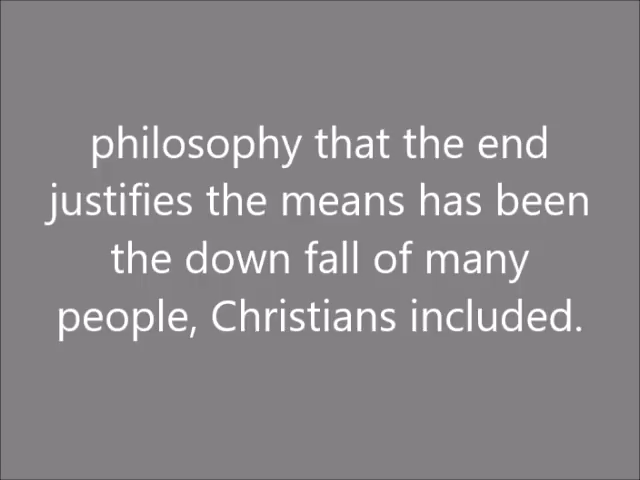 philosophy that the end
justifies the means has been
the down fall of many
people, Christians included.